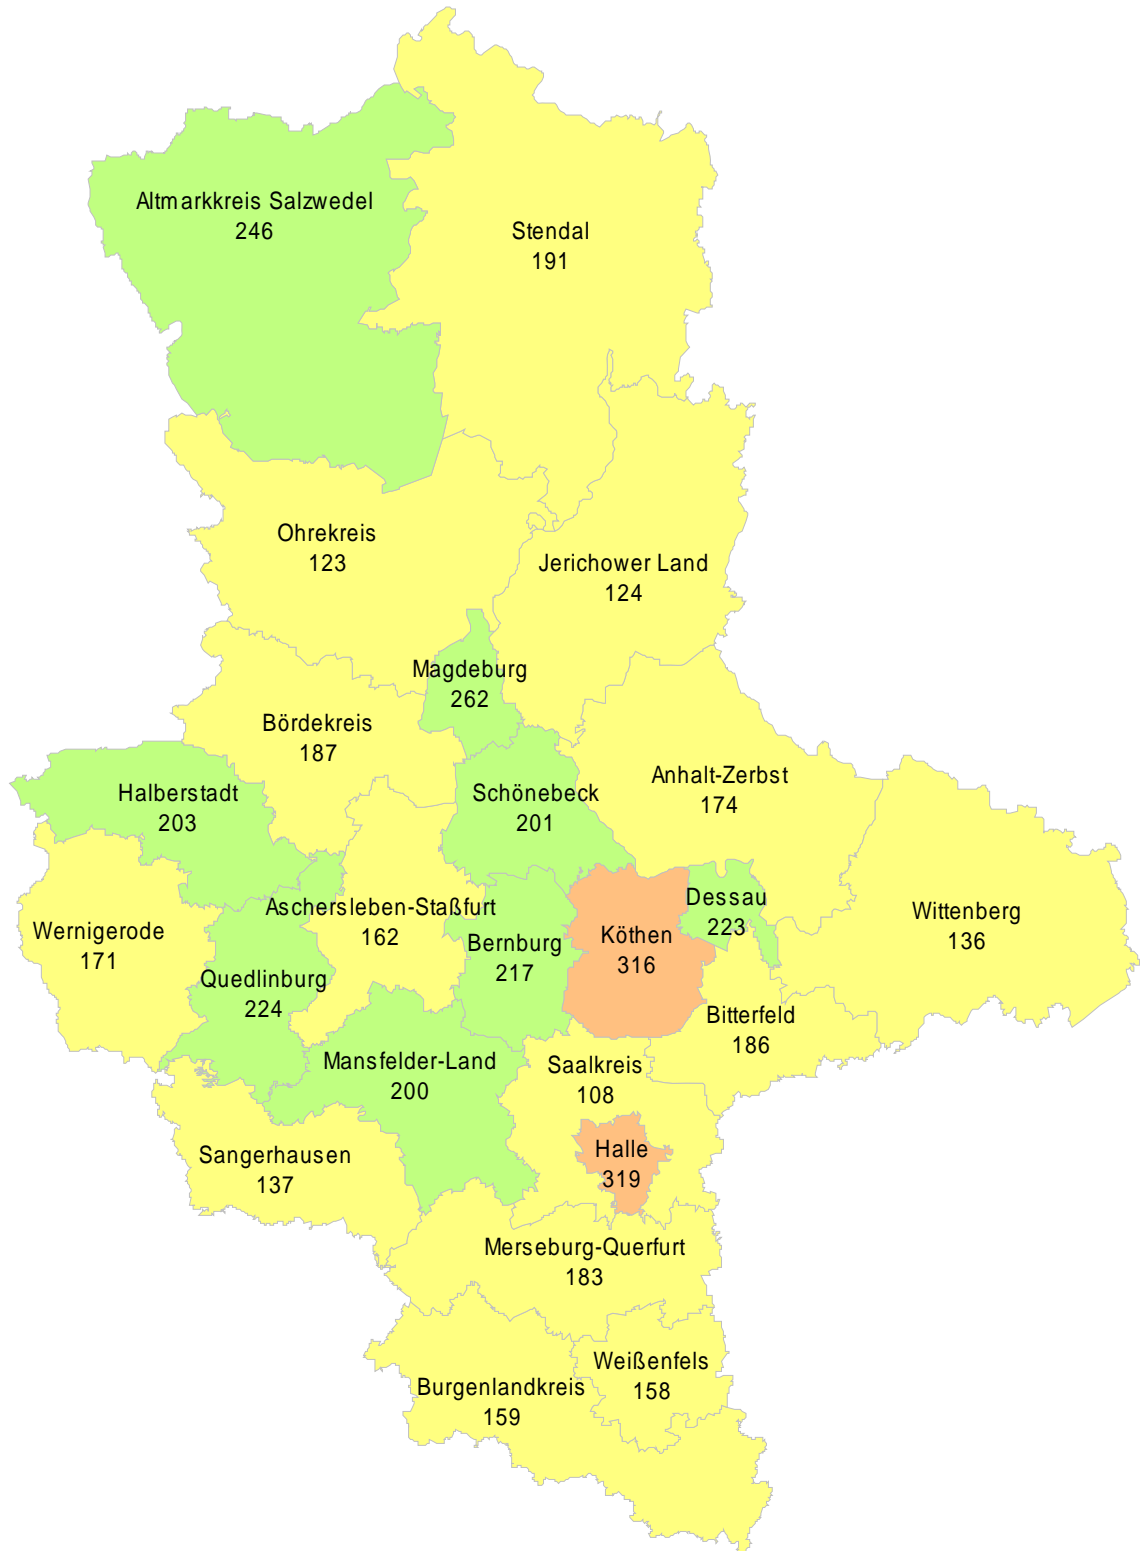 Altmarkkreis Salzwedel
246
Stendal
191
Ohrekreis
123
Jerichower Land
124
Magdeburg
262
Bördekreis
187
Halberstadt
203
Schönebeck
201
Anhalt-Zerbst
174
Wernigerode
171
Aschersleben-Staßfurt
162
Quedlinburg
224
Bernburg
217
Köthen
316
Dessau
223
Wittenberg
136
Bitterfeld
186
Mansfelder-Land
200
Saalkreis
108
Sangerhausen
137
Halle
319
Merseburg-Querfurt
183
Weißenfels
158
Burgenlandkreis
159